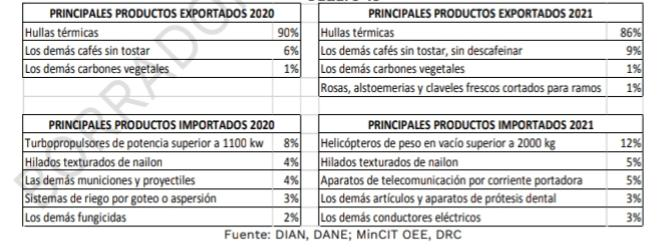 PRINCIPALES PRODUCTOS EXPORTADOS 2020
Hullas térmicas 90%
Los demás cafés sin tostar 6%
Los demás carbones vegetales 1%
PRINCIPALES PRODUCTOS EXPORTADOS 2021
Hullas térmicas 86%
Los demás cafés sin tostar, sin descafeinar 9%
Los demás carbones vegetales 1%
Rosas, alstoemerias y claveles frescos cortados para ramos 1%
PRINCIPALES PRODUCTOS IMPORTADOS 2020
Turbopropulsores de potencia superior a 1100 kw 8%
Hilados texturados de nailon 4%
Las demás municiones y proyectiles 4%
Sistemas de riego por goteo o aspersión 3%
Los demás fungicidas 2%
PRINCIPALES PRODUCTOS IMPORTADOS 2021
Helicópteros de peso en vacío superior a 2000 kg 12%
Hilados texturados de nailon 5%
Aparatos de telecomunicación por corriente portadora 5%
Los demás artículos y aparatos de prótesis dental 3%
Los demás conductores eléctricos 3%
Fuente: DIAN, DANE; MinCIT OEE, DRC
BORRADO